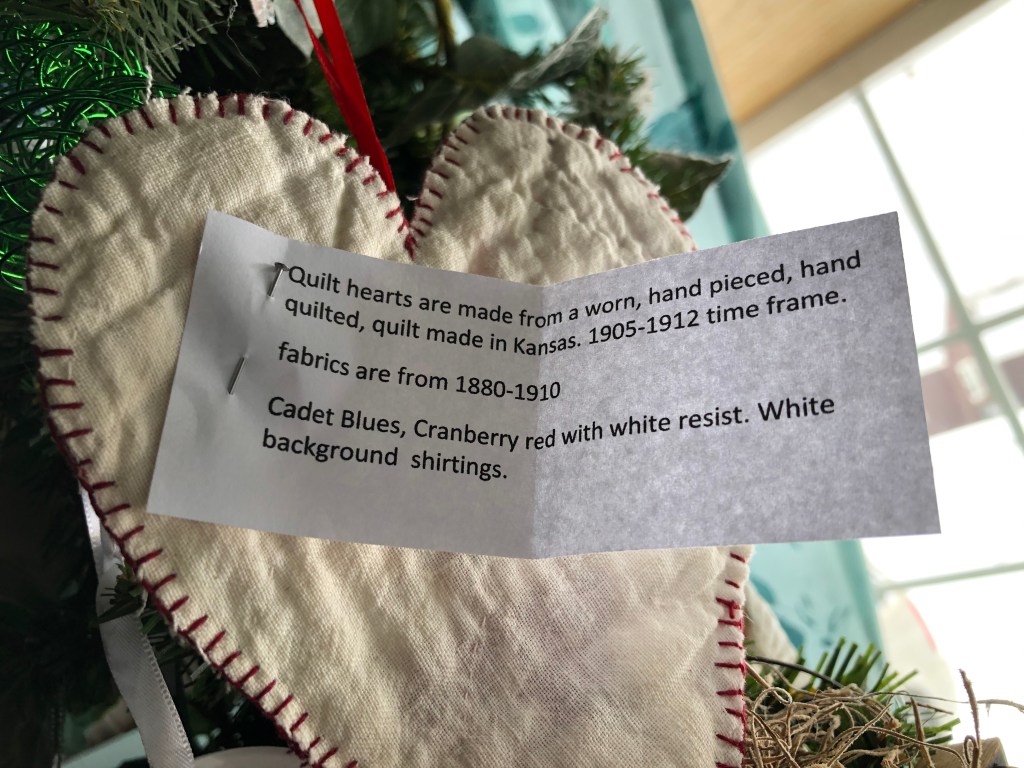 Quilt hearts are made from a worn, hand pieced, hand
quilted, quilt made in Kansas. 1905-1912 time frame.
fabrics are from 1880-1910
Cadet Blues, Cranberry red with white resist. White
background shirtings.